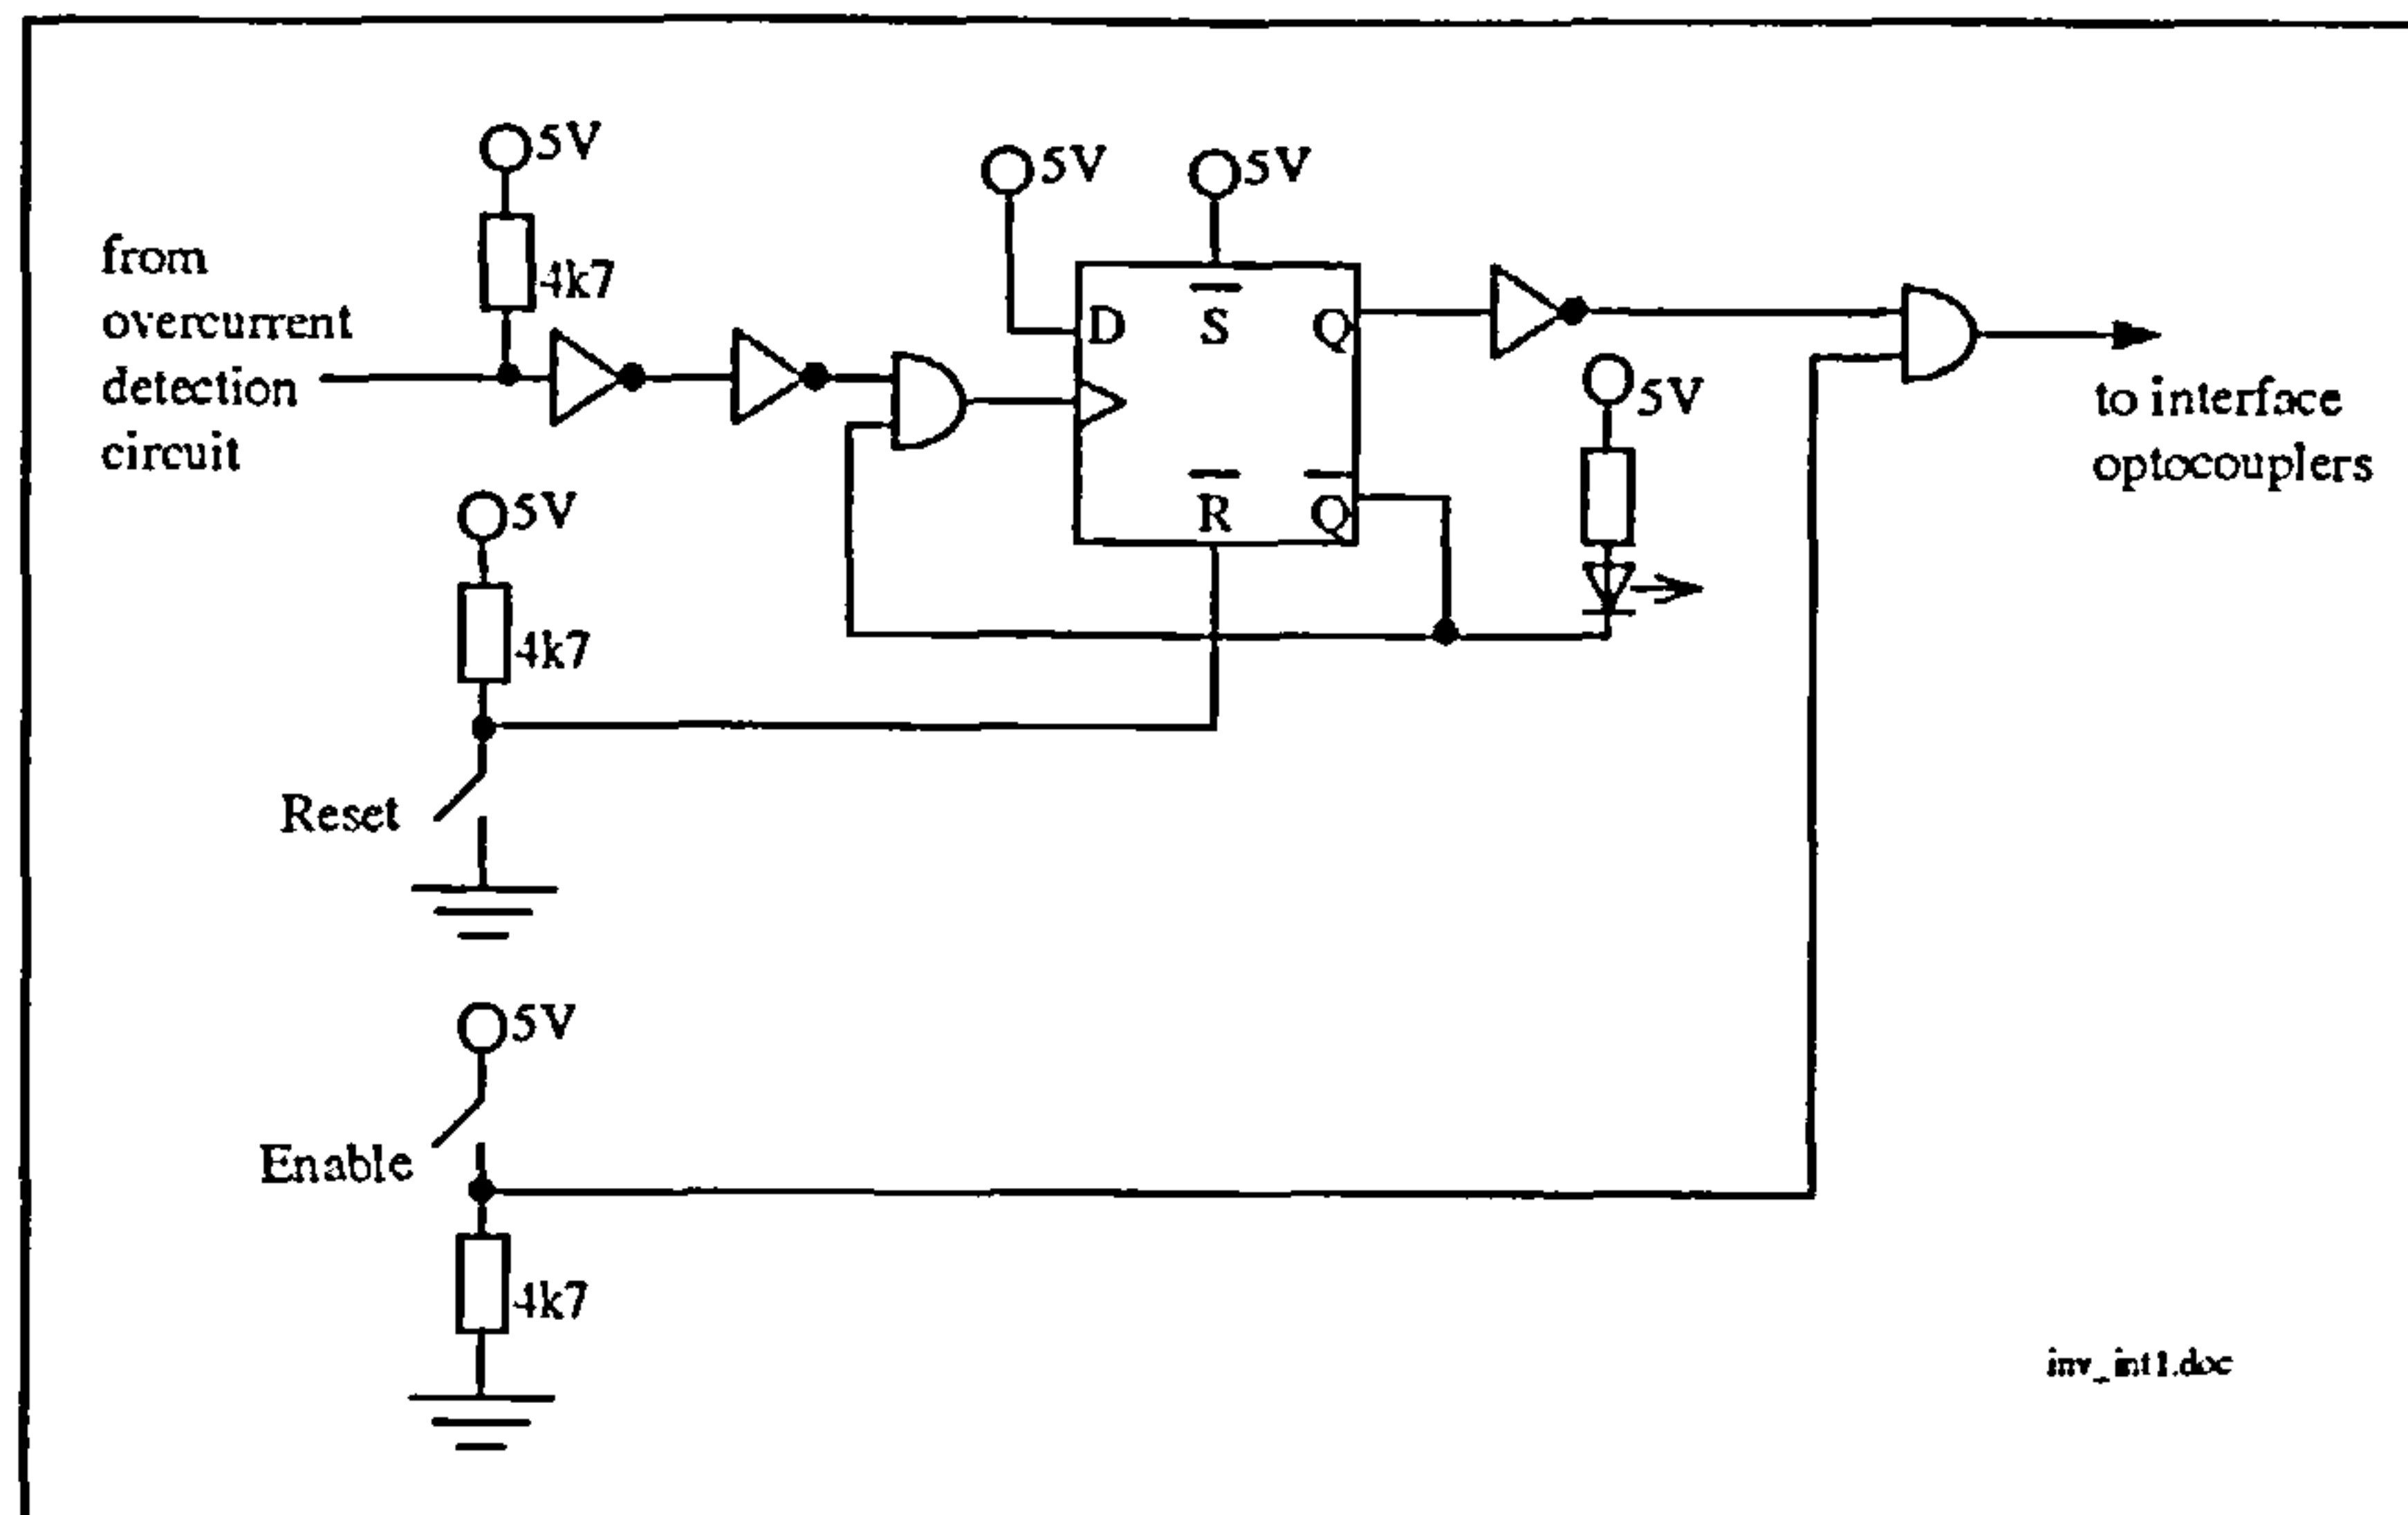 5V
5V
5V
from
overcurrent
detection
circuit
4k7
D
S
Q
5V
to interface
optocouplers
5V
R
Q
4k7
Reset
5V
Enable
4k7
inv_int1.doc